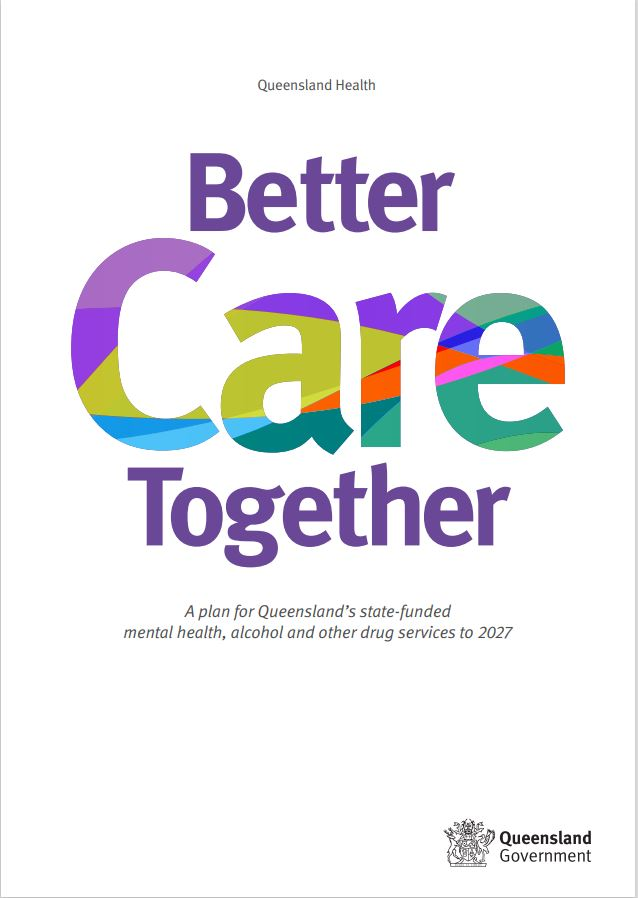 Queensland Health
Better
Care
Together
A plan for Queensland's state-funded
mental health, alcohol and other drug services to 2027
Queensland
Government